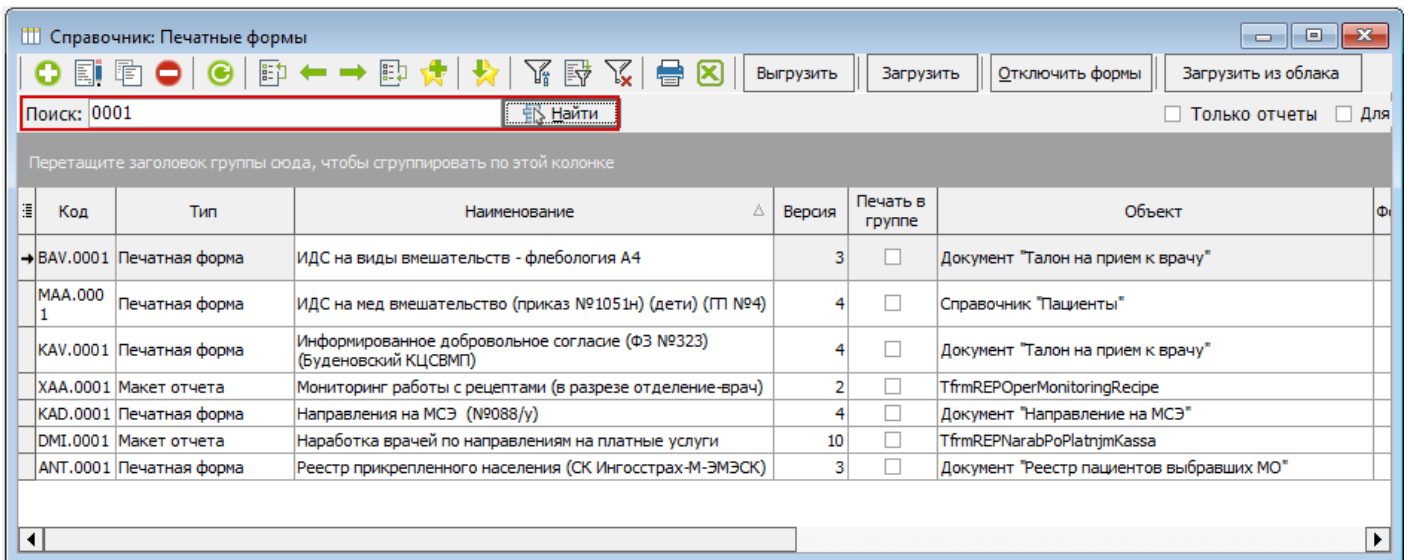 Справочник: Печатные формы
Выгрузить Загрузить Отключить формы Загрузить из облака
Поиск: 0001 Найти Только отчеты Для
Перетащите заголовок группы сюда, чтобы сгруппировать по этой колонке
Код Тип Наименование Версия Печать в группе Объект
BAV.0001 Печатная форма ИДС на виды вмешательств - флебология А4 3 Документ "Талон на прием к врачу"
MAA.0001 Печатная форма ИДС на мед вмешательство (приказ №1051н) (дети) (ГП №4) 4 Справочник "Пациенты"
KAV.0001 Печатная форма Информированное добровольное согласие (ФЗ №323) (Буденовский КЦСВМП) 4 Документ "Талон на прием к врачу"
XAA.0001 Макет отчета Мониторинг работы с рецептами (в разрезе отделение-врач) 2 TfrmREPOperMonitoringRecipe
KAD.0001 Печатная форма Направления на МСЭ (№088/у) 4 Документ "Направление на МСЭ"
DMI.0001 Макет отчета Наработка врачей по направлениям на платные услуги 10 TfrmREPNarabPoPlatnjmKassa
ANT.0001 Печатная форма Реестр прикрепленного населения (СК Ингосстрах-М-ЭМЭСК) 3 Документ "Реестр пациентов выбравших МО"